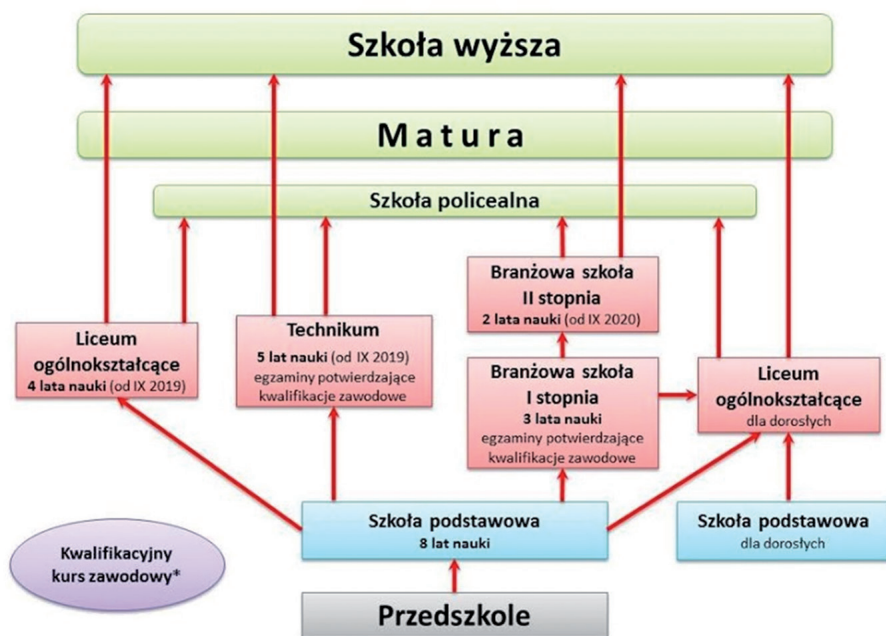 Szkoła wyższa
Matura
Szkoła policealna
Branżowa szkoła
II stopnia
2 lata nauki (od IX 2020)
Liceum
ogólnokształcące
4 lata nauki (od IX 2019)
Technikum
5 lat nauki (od IX 2019)
egzaminy potwierdzające
kwalifikacje zawodowe
Branżowa szkoła
I stopnia
3 lata nauki
egzaminy potwierdzające
kwalifikacje zawodowe
Liceum
ogólnokształcące
dla dorosłych
Szkoła podstawowa
8 lat nauki
Szkoła podstawowa
dla dorosłych
Kwalifikacyjny
kurs zawodowy*
Przedszkole